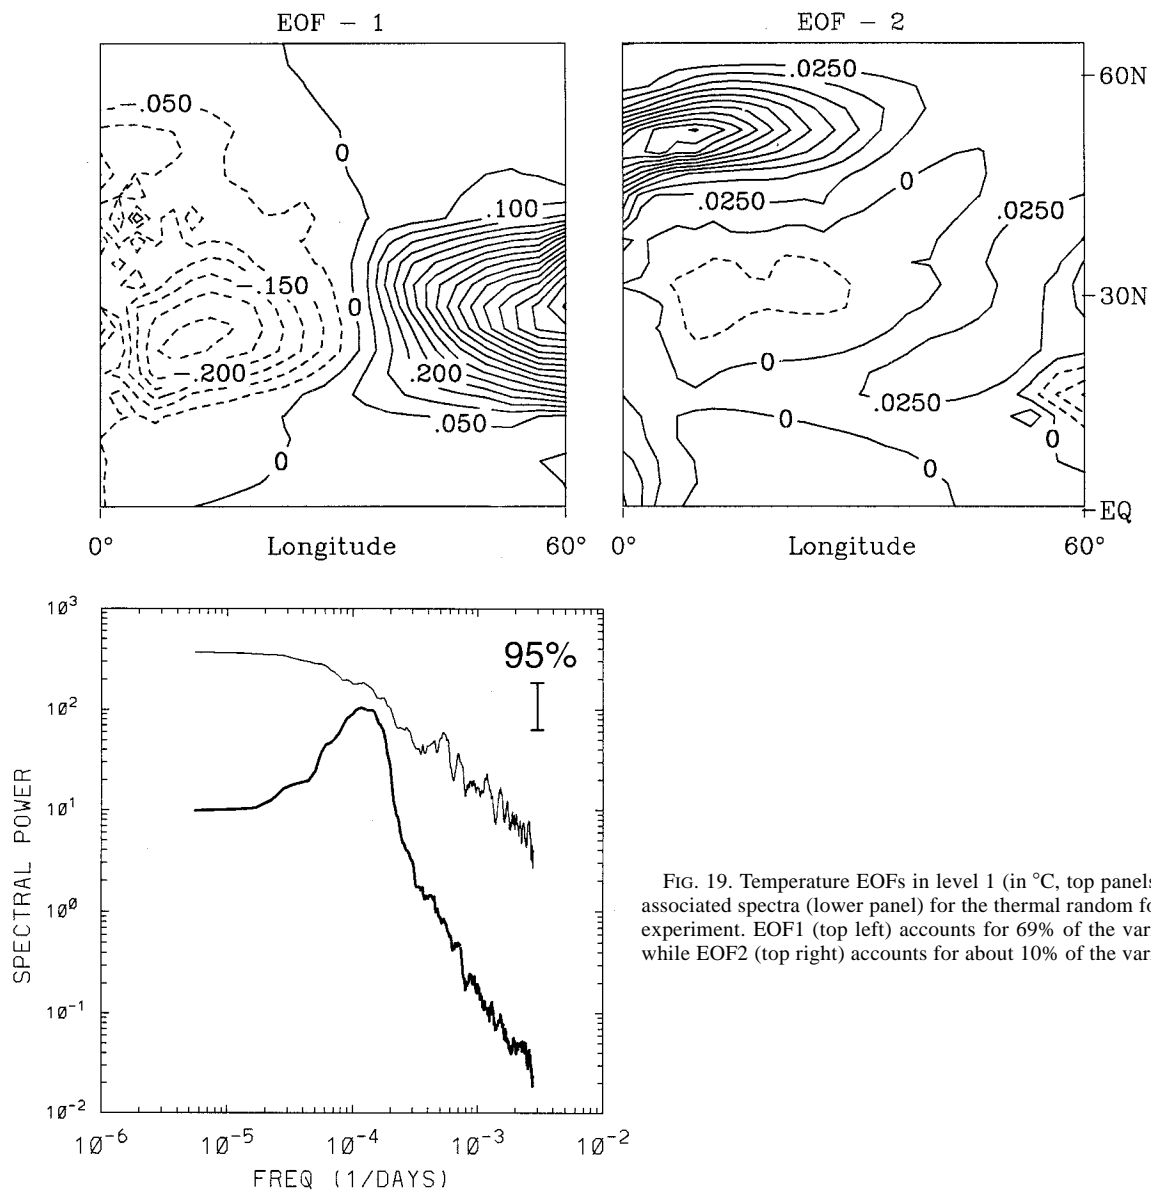 EOF - 1
EOF - 2
-.050
0
.100
-.150
0
-.200
.200
.050
0
.0250
0
.0250
.0250
0
.0250
0
0
0
60N
30N
EQ
0°
Longitude
60°
0°
Longitude
60°
10³
10²
10¹
10⁰
10⁻¹
10⁻²
SPECTRAL POWER
95%
10⁻⁶
10⁻⁵
10⁻⁴
10⁻³
10⁻²
FREQ (1/DAYS)
FIG. 19. Temperature EOFs in level 1 (in °C, top panels
associated spectra (lower panel) for the thermal random fo
experiment. EOF1 (top left) accounts for 69% of the vari
while EOF2 (top right) accounts for about 10% of the vari